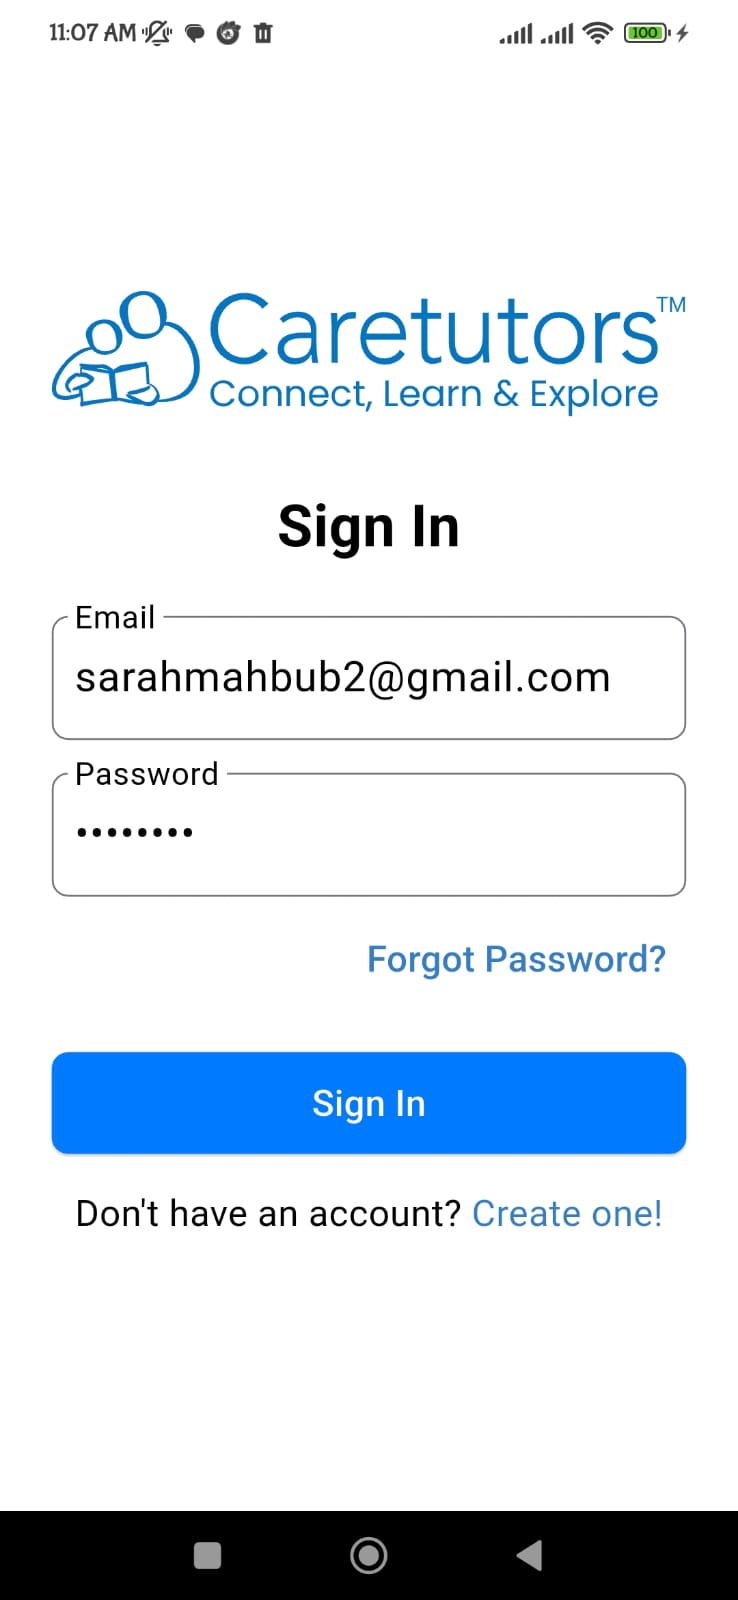 11:07 AM
100
Caretutors™
Connect, Learn & Explore
Sign In
Email
sarahmahbub2@gmail.com
Password
••••••••
Forgot Password?
Sign In
Don't have an account? Create one!